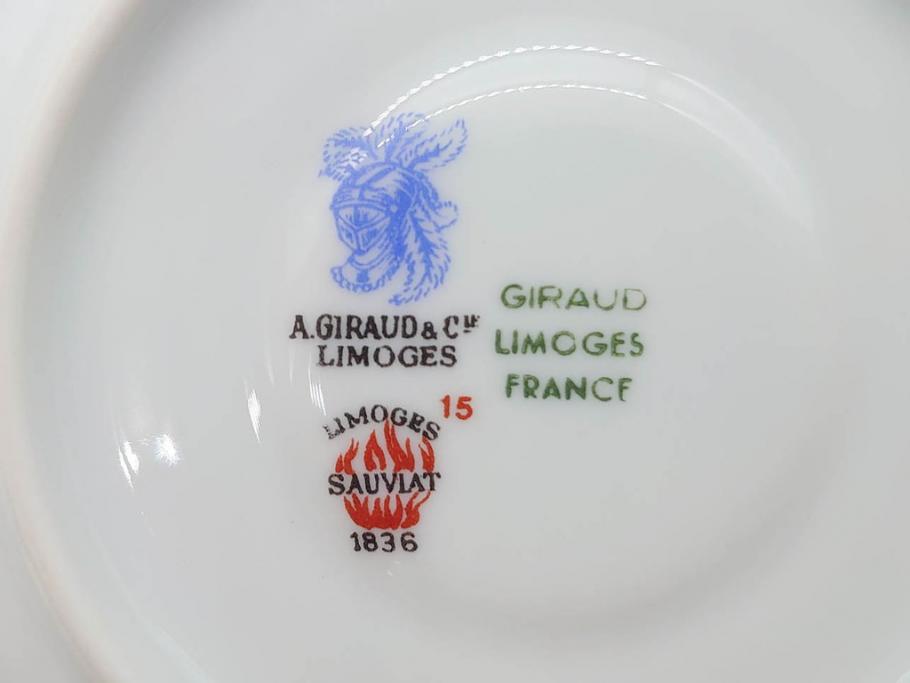 A.GIRAUD & Cie
LIMOGES
GIRAUD
LIMOGES
FRANCE
15
LIMOGES
SAUVIAT
1836